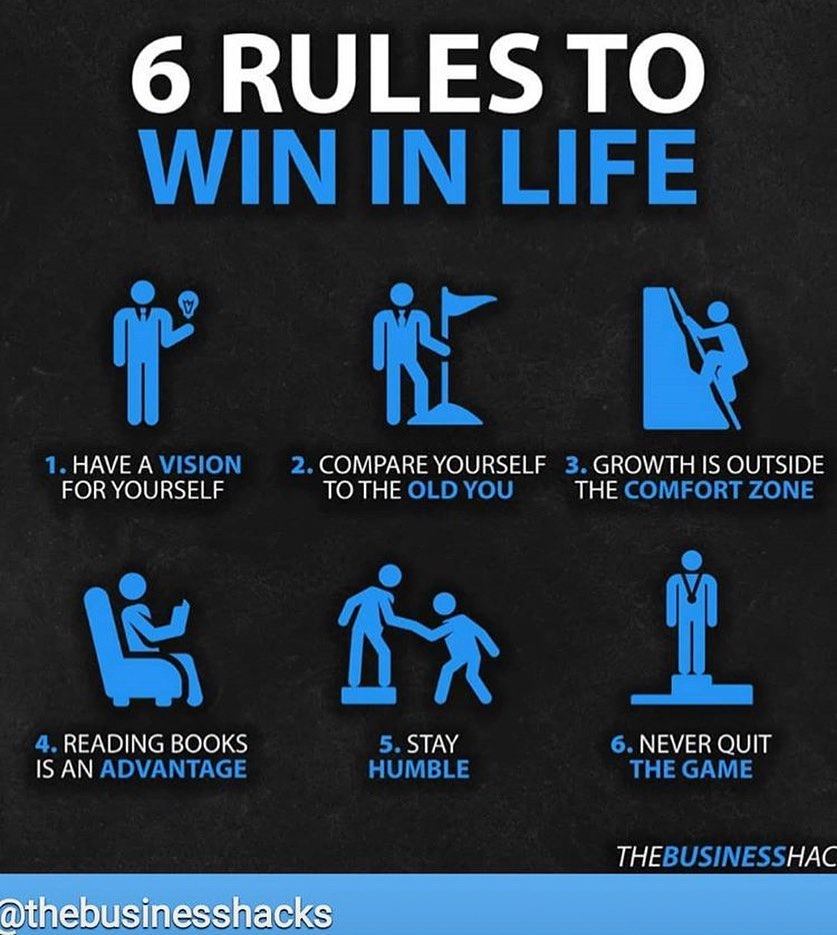 6 RULES TO
WIN IN LIFE
1. HAVE A VISION
FOR YOURSELF
2. COMPARE YOURSELF
TO THE OLD YOU
3. GROWTH IS OUTSIDE
THE COMFORT ZONE
4. READING BOOKS
IS AN ADVANTAGE
5. STAY
HUMBLE
6. NEVER QUIT
THE GAME
THEBUSINESSHAC
@thebusinesshacks